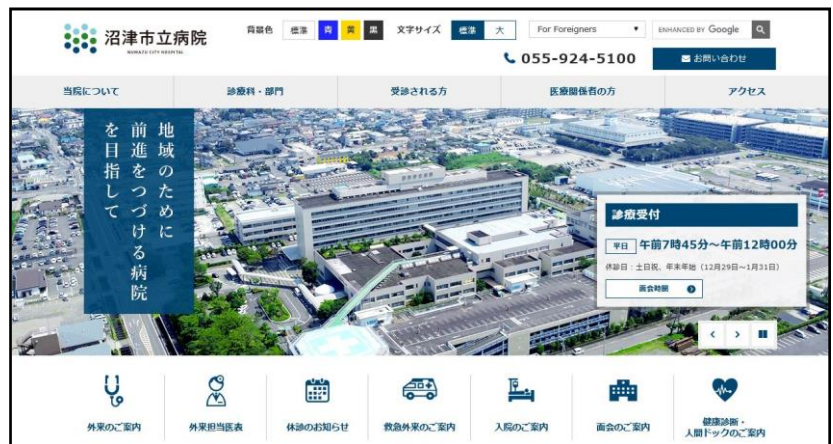 沼津市立病院
NUMAZU CITY HOSPITAL
背景色 標準 青 黄 黒 文字サイズ 標準 大 For Foreigners ENHANCED BY Google
055-924-5100 お問い合わせ
当院について 診療科・部門 受診される方 医療関係者の方 アクセス
地域のために
前進をつづける病院
を目指して
診療受付
平日 午前7時45分～午前12時00分
休診日:土日祝、年末年始(12月29日～1月31日)
面会時間
外来のご案内 外来担当医表 休診のお知らせ 救急外来のご案内 入院のご案内 面会のご案内 健康診断・
人間ドックのご案内